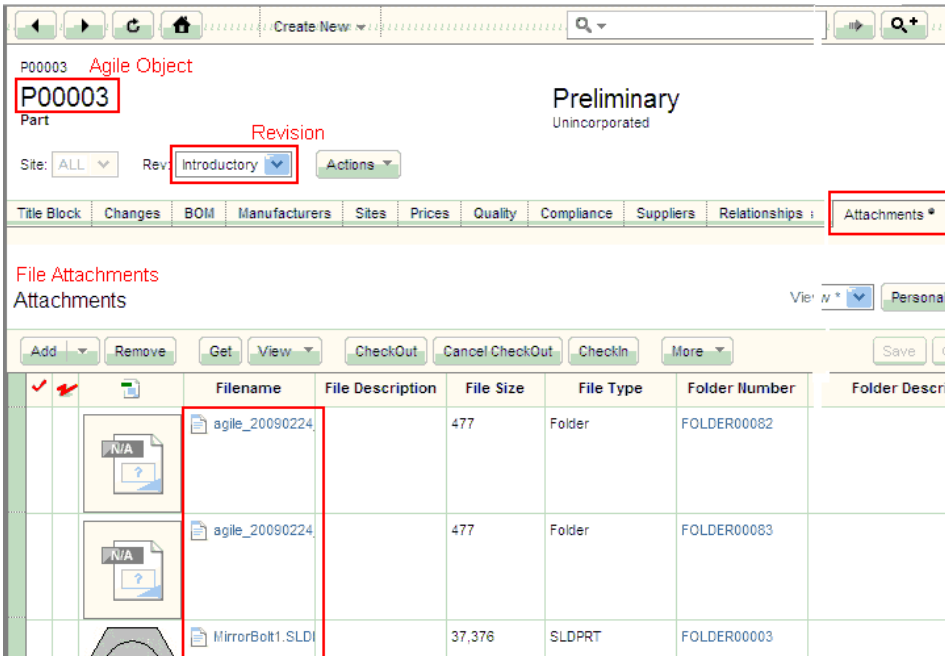 Create New
P00003 Agile Object
P00003
Part
Preliminary
Unincorporated
Revision
Site: ALL Rev: Introductory Actions
Title Block Changes BOM Manufacturers Sites Prices Quality Compliance Suppliers Relationships Attachments
File Attachments
Attachments
Persona
Add Remove Get View CheckOut Cancel CheckOut CheckIn More Save
Filename File Description File Size File Type Folder Number Folder Descri
N/A ? agile_20090224_ 477 Folder FOLDER00082
N/A ? agile_20090224 477 Folder FOLDER00083
MirrorBolt1.SLD 37,376 SLDPRT FOLDER00003